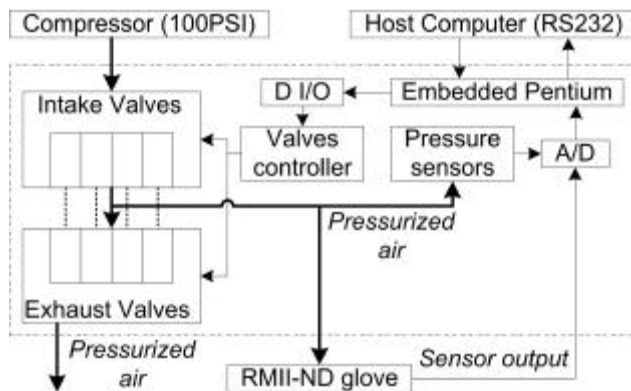 Compressor (100PSI)
Host Computer (RS232)
Intake Valves
D I/O
Embedded Pentium
Valves
controller
Pressure
sensors
A/D
Pressurized
air
Exhaust Valves
Pressurized
air
RMII-ND glove
Sensor output